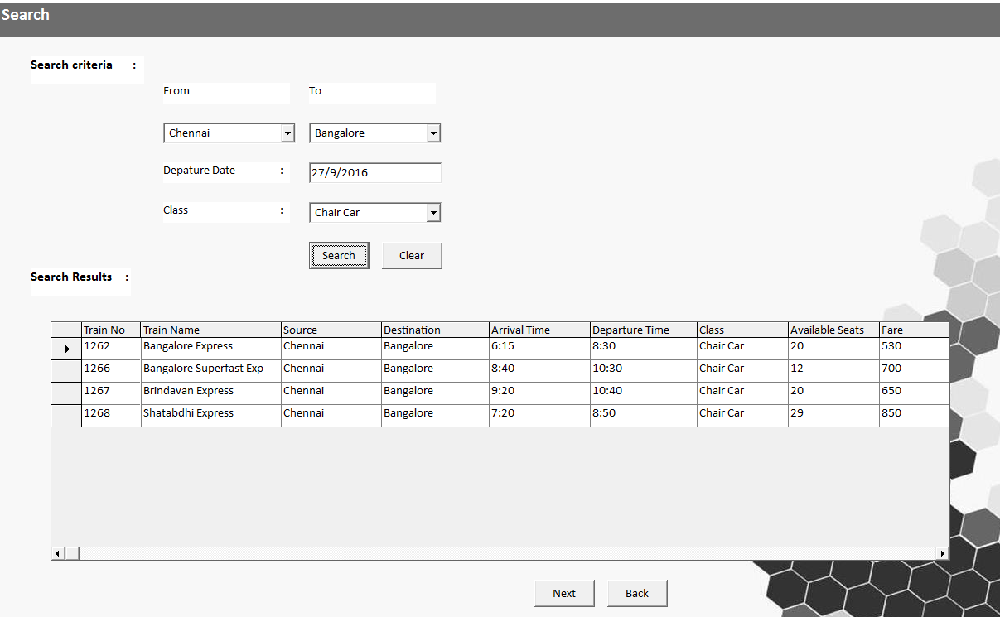 Search
Search criteria :
From To
Chennai Bangalore
Depature Date : 27/9/2016
Class : Chair Car
Search Clear
Search Results :
Train No Train Name Source Destination Arrival Time Departure Time Class Available Seats Fare
1262 Bangalore Express Chennai Bangalore 6:15 8:30 Chair Car 20 530
1266 Bangalore Superfast Exp Chennai Bangalore 8:40 10:30 Chair Car 12 700
1267 Brindavan Express Chennai Bangalore 9:20 10:40 Chair Car 20 650
1268 Shatabdhi Express Chennai Bangalore 7:20 8:50 Chair Car 29 850
Next Back